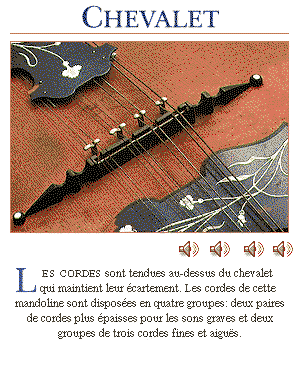 CHEVALET
LES CORDES sont tendues au-dessus du chevalet
qui maintient leur écartement. Les cordes de cette
mandoline sont disposées en quatre groupes: deux paires
de cordes plus épaisses pour les sons graves et deux
groupes de trois cordes fines et aiguës.